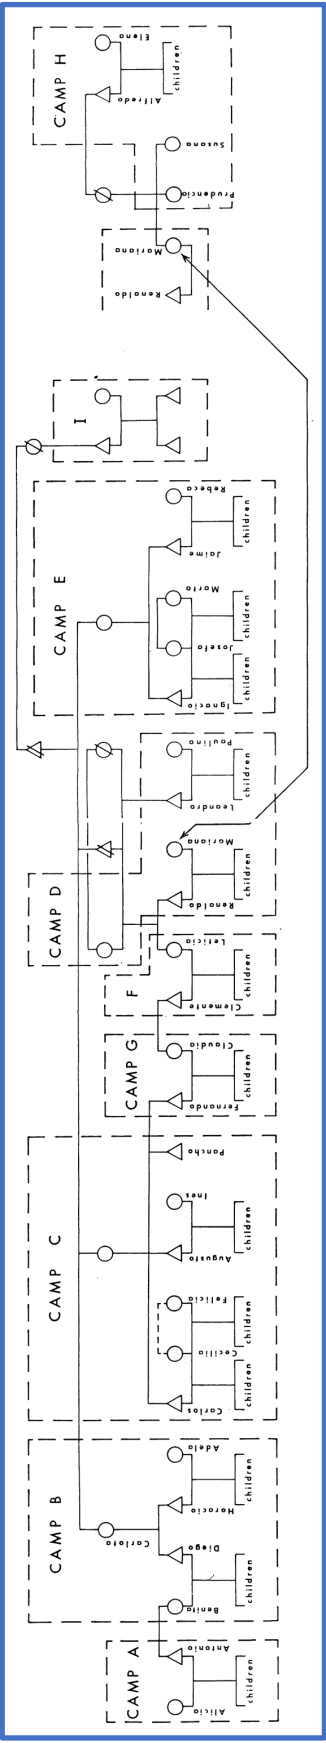 CAMP H
Elena
Alfredo
children
Susana
Prudencio
Mariana
Renaldo
I
CAMP E
Rebeca
Jaime
children
Marta
children
Josefa
Ignacio
children
CAMP D
Paulina
Leandro
children
Mariana
Renaldo
children
F
Leticia
Clemente
children
CAMP G
Claudia
Fernando
children
CAMP C
Pancho
Ines
Augusto
children
Felicia
children
Cecilia
Carlos
children
CAMP B
Carlota
Adela
Horacio
children
Diego
Benita
children
CAMP A
Antonio
Alicia
children